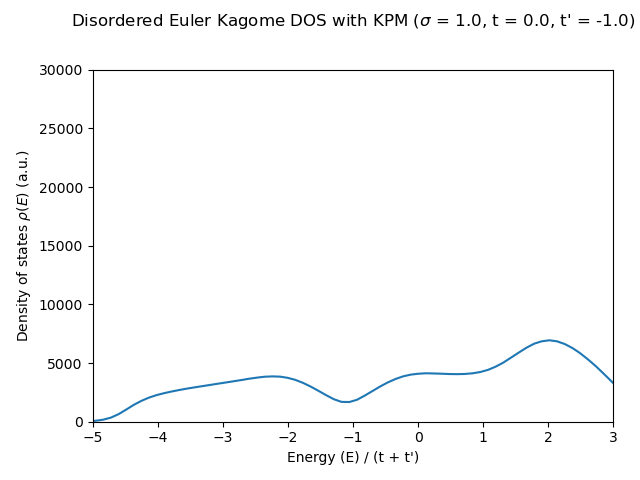 Disordered Euler Kagome DOS with KPM (σ = 1.0, t = 0.0, t' = -1.0)
30000
25000
20000
15000
10000
5000
0
Density of states ρ(E) (a.u.)
−5 −4 −3 −2 −1 0 1 2 3
Energy (E) / (t + t')